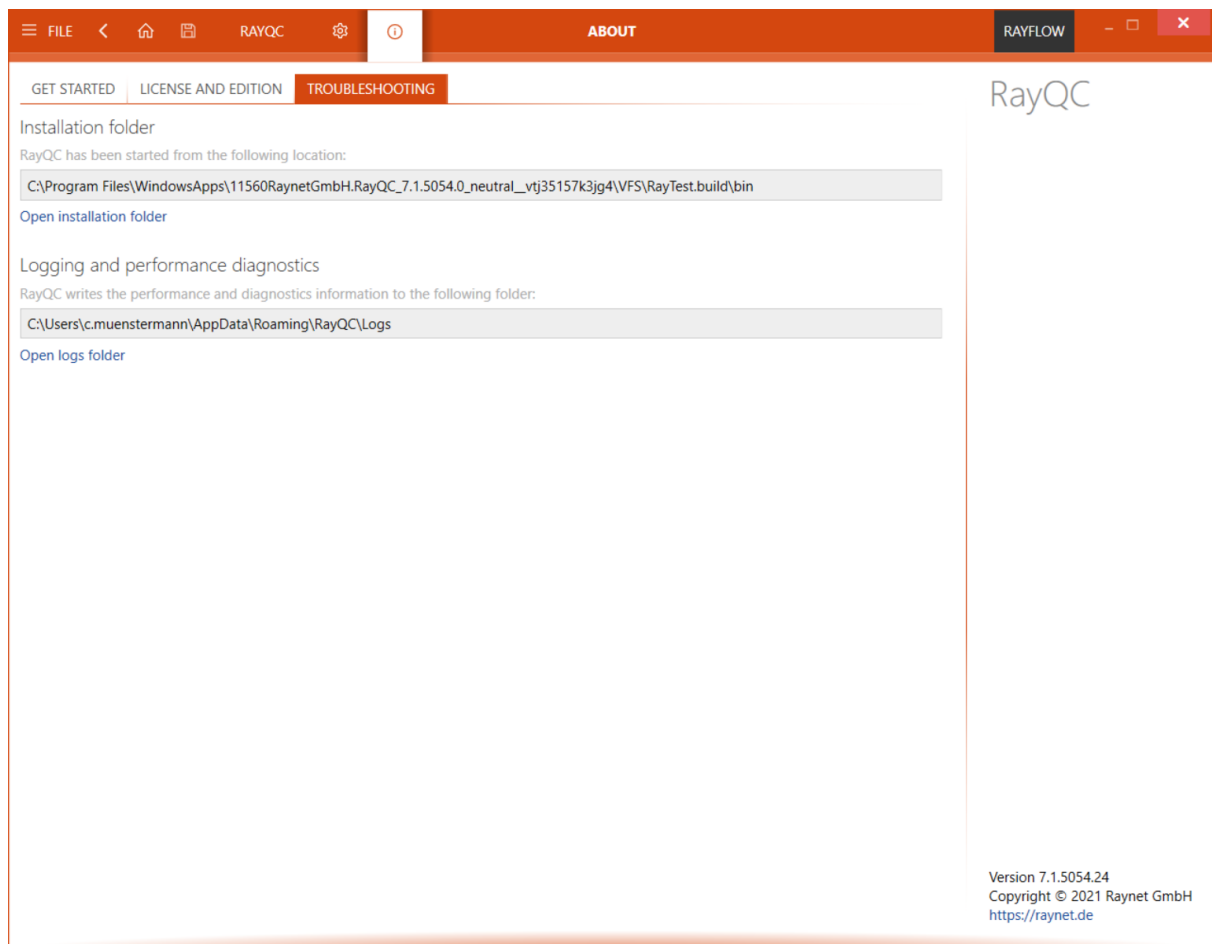 FILE RAYQC ABOUT RAYFLOW
GET STARTED LICENSE AND EDITION TROUBLESHOOTING
RayQC
Installation folder
RayQC has been started from the following location:
C:\Program Files\WindowsApps\11560RaynetGmbH.RayQC_7.1.5054.0_neutral__vtj35157k3jg4\VFS\RayTest.build\bin
Open installation folder
Logging and performance diagnostics
RayQC writes the performance and diagnostics information to the following folder:
C:\Users\c.muenstermann\AppData\Roaming\RayQC\Logs
Open logs folder
Version 7.1.5054.24
Copyright © 2021 Raynet GmbH
https://raynet.de